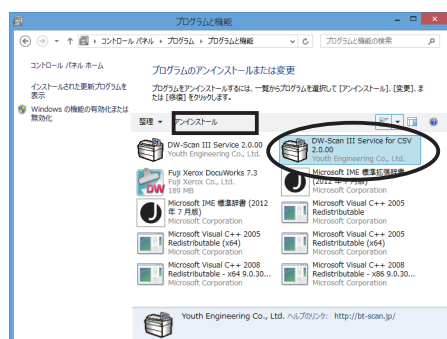 プログラムと機能
コントロール パネル ▸ プログラム ▸ プログラムと機能
プログラムと機能の検索
コントロール パネル ホーム
インストールされた更新プログラムを
表示
Windows の機能の有効化または
無効化
プログラムのアンインストールまたは変更
プログラムをアンインストールするには、一覧からプログラムを選択して [アンインストール]、[変更]、ま
たは [修復] をクリックします。
整理 アンインストール
DW-Scan III Service 2.0.00
Youth Engineering Co., Ltd.
DW-Scan III Service for CSV
2.0.00
Youth Engineering Co., Ltd.
Fuji Xerox DocuWorks 7.3
Fuji Xerox Co., Ltd.
189 MB
Microsoft IME 標準拡張辞書
(2012 年 7 月版)
Microsoft Corporation
Microsoft IME 標準辞書 (2012
年 7 月版)
Microsoft Corporation
Microsoft Visual C++ 2005
Redistributable
Microsoft Corporation
Microsoft Visual C++ 2005
Redistributable (x64)
Microsoft Corporation
Microsoft Visual C++ 2005
Redistributable (x64)
Microsoft Corporation
Microsoft Visual C++ 2008
Redistributable - x64 9.0.30...
Microsoft Corporation
Microsoft Visual C++ 2008
Redistributable - x86 9.0.30...
Microsoft Corporation
Youth Engineering Co., Ltd. ヘルプのリンク: http://bt-scan.jp/